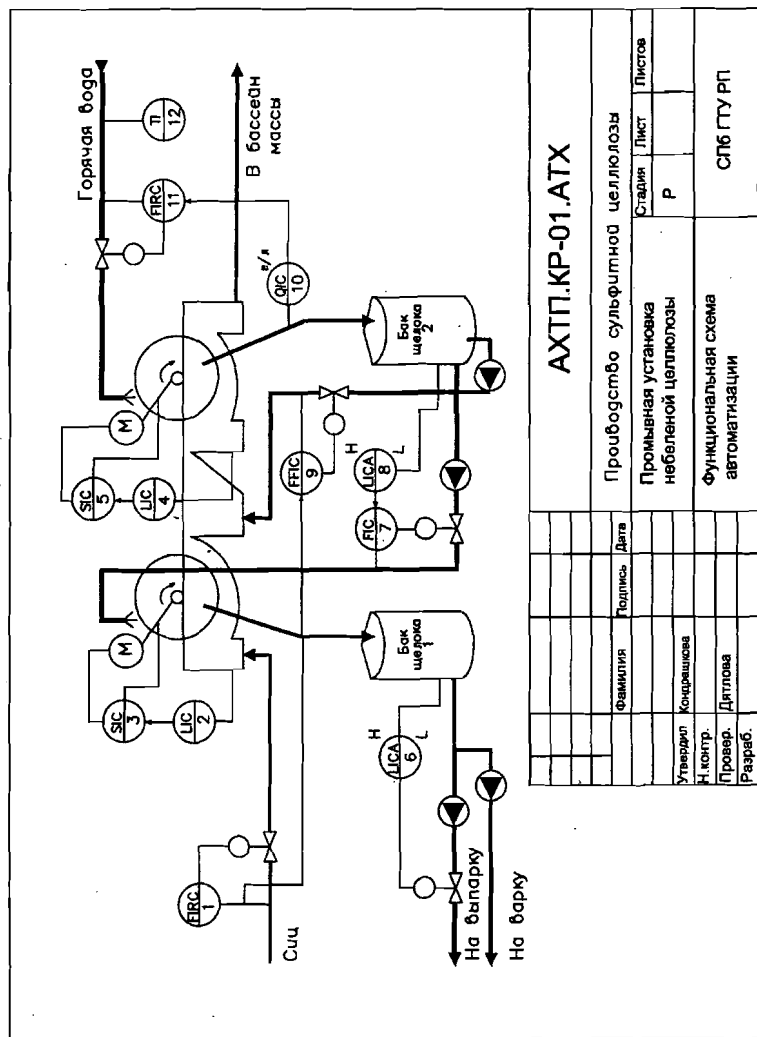 Горячая вода
TI
12
FIRC
11
В бассейн
массы
г/л
QIC
10
M
SIC
5
LIC
4
Бак
щелока
2
FFIC
9
H
LICA
8
L
FIC
7
M
SIC
3
LIC
2
Бак
щелока
1
H
LICA
6
L
FIRC
1
Сиц
На выпарку
На варку
АХТП.КР-01.АТХ
Проиводство сульфитной целлюлозы
Фамилия Подпись Дата
Утвердил Кондрашкова
Н.контр.
Провер. Дятлова
Разраб.
Промывная установка
небеленой целлюлозы
Стадия Лист Листов
Р
Функциональная схема
автоматизации
СПб ГТУ РП